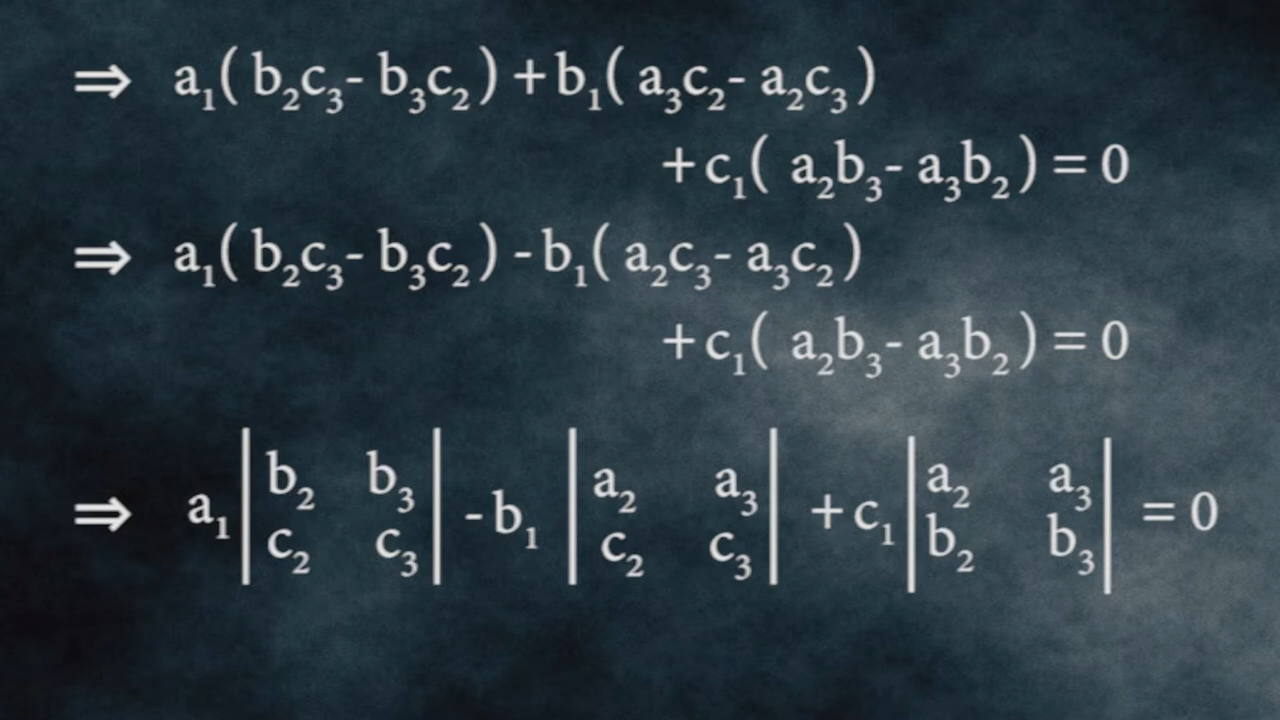 ⇒ a₁( b₂c₃- b₃c₂ ) + b₁( a₃c₂- a₂c₃ )
+ c₁( a₂b₃- a₃b₂ ) = 0
⇒ a₁( b₂c₃- b₃c₂ ) - b₁( a₂c₃- a₃c₂ )
+ c₁( a₂b₃- a₃b₂ ) = 0
⇒ a₁ | b₂ b₃ | - b₁ | a₂ a₃ | + c₁ | a₂ a₃ | = 0
| c₂ c₃ | | c₂ c₃ | | b₂ b₃ |